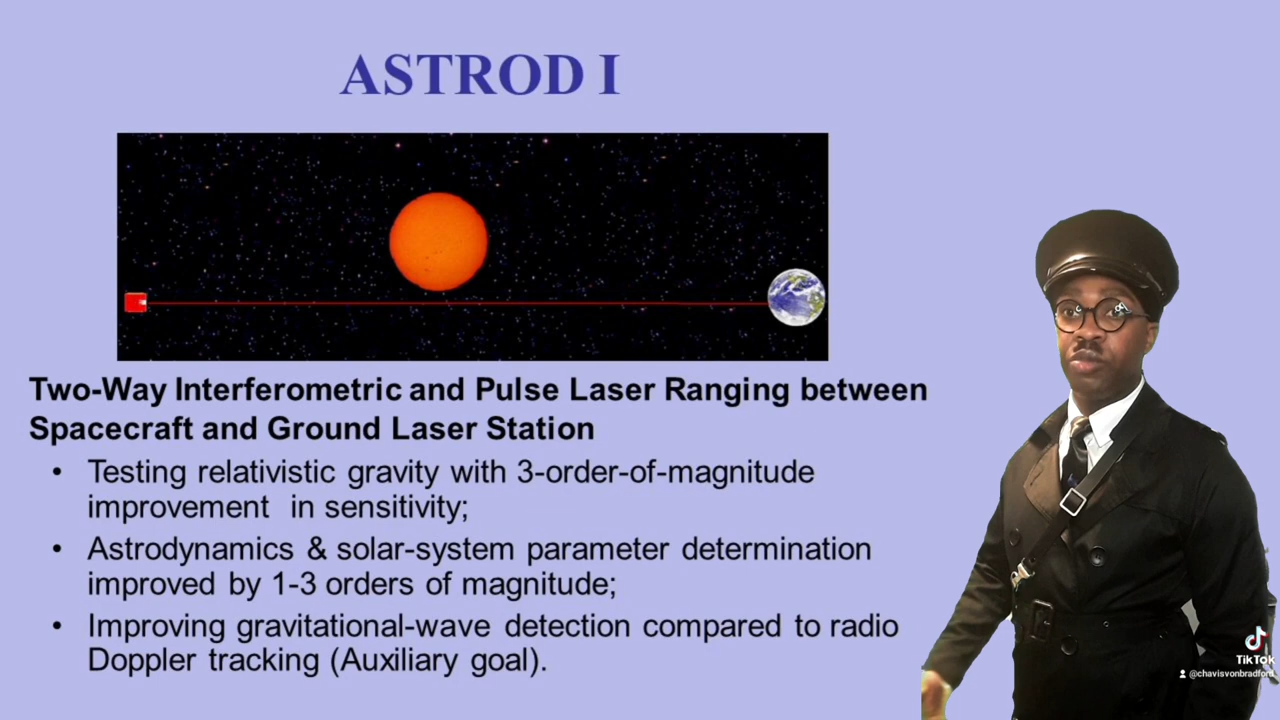 ASTROD I
Two-Way Interferometric and Pulse Laser Ranging between
Spacecraft and Ground Laser Station
• Testing relativistic gravity with 3-order-of-magnitude
improvement in sensitivity;
• Astrodynamics & solar-system parameter determination
improved by 1-3 orders of magnitude;
• Improving gravitational-wave detection compared to radio
Doppler tracking (Auxiliary goal).
TikTok
@chavisvonbradford